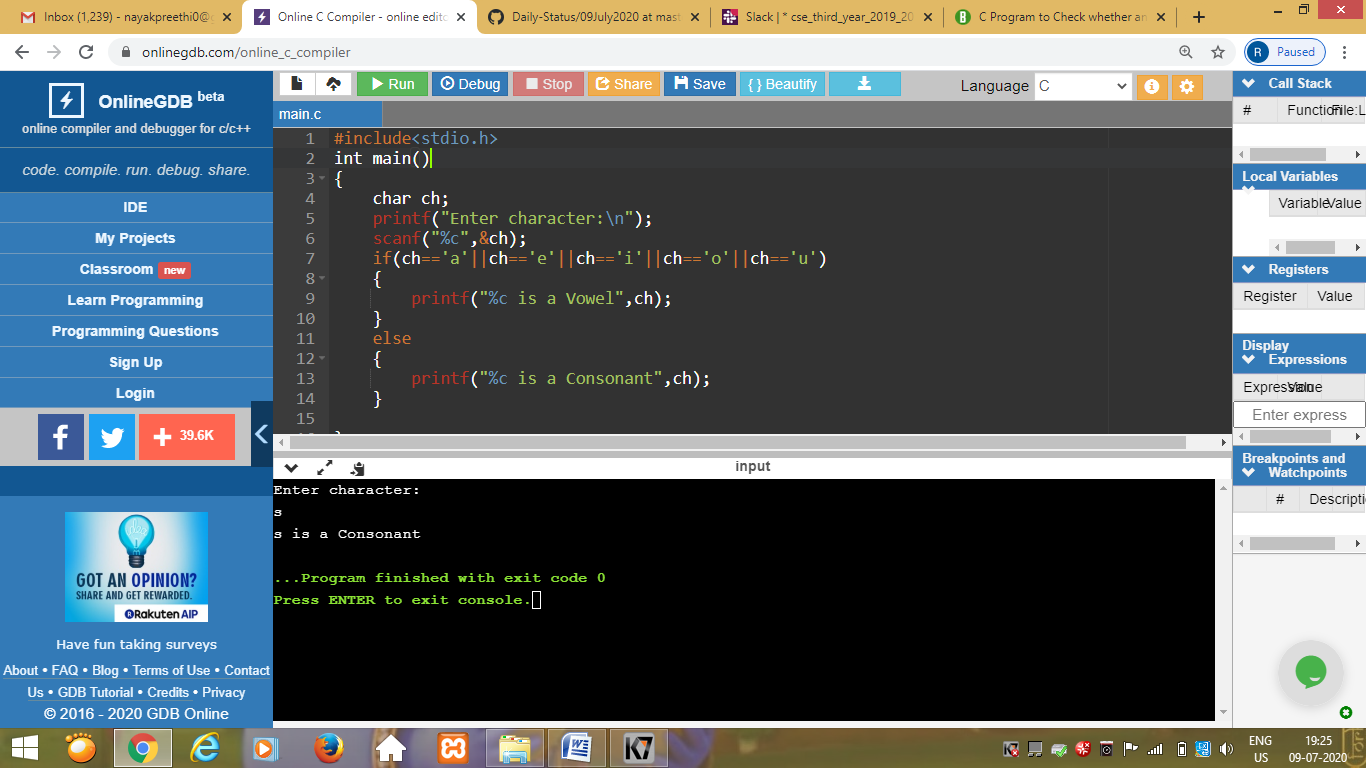 Inbox (1,239) - nayakpreethi0@g
Online C Compiler - online edito
Daily-Status/09July2020 at mast
Slack | * cse_third_year_2019_20
C Program to Check whether an
onlinegdb.com/online_c_compiler
R Paused
OnlineGDB beta
online compiler and debugger for c/c++
code. compile. run. debug. share.
IDE
My Projects
Classroom new
Learn Programming
Programming Questions
Sign Up
Login
39.6K
GOT AN OPINION?
SHARE AND GET REWARDED.
Rakuten AIP
Have fun taking surveys
About • FAQ • Blog • Terms of Use • Contact
Us • GDB Tutorial • Credits • Privacy
© 2016 - 2020 GDB Online
Run Debug Stop Share Save { } Beautify
Language C
main.c
1 #include<stdio.h>
2 int main()
3 {
4 char ch;
5 printf("Enter character:\n");
6 scanf("%c",&ch);
7 if(ch=='a'||ch=='e'||ch=='i'||ch=='o'||ch=='u')
8 {
9 printf("%c is a Vowel",ch);
10 }
11 else
12 {
13 printf("%c is a Consonant",ch);
14 }
15
input
Enter character:
s
s is a Consonant
...Program finished with exit code 0
Press ENTER to exit console.
Call Stack
# Function File:L
Local Variables
Variable Value
Registers
Register Value
Display
Expressions
Expression Value
Enter express
Breakpoints and
Watchpoints
# Descripti
ENG
US
19:25
09-07-2020